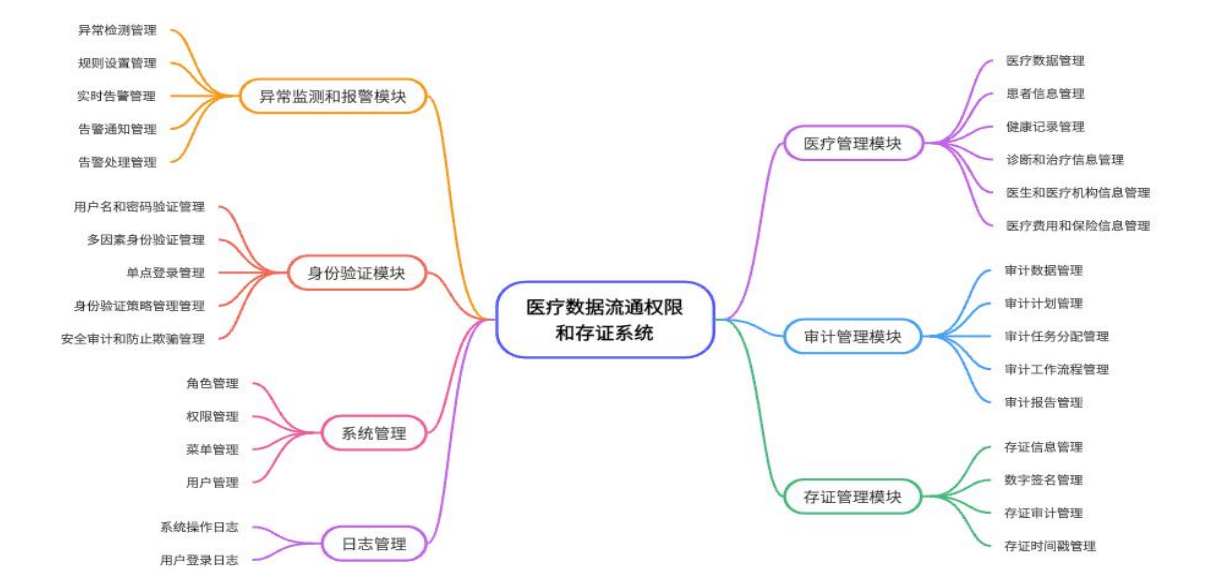 医疗数据流通权限
和存证系统
异常监测和报警模块
异常检测管理
规则设置管理
实时告警管理
告警通知管理
告警处理管理
身份验证模块
用户名和密码验证管理
多因素身份验证管理
单点登录管理
身份验证策略管理管理
安全审计和防止欺骗管理
系统管理
角色管理
权限管理
菜单管理
用户管理
日志管理
系统操作日志
用户登录日志
医疗管理模块
医疗数据管理
患者信息管理
健康记录管理
诊断和治疗信息管理
医生和医疗机构信息管理
医疗费用和保险信息管理
审计管理模块
审计数据管理
审计计划管理
审计任务分配管理
审计工作流程管理
审计报告管理
存证管理模块
存证信息管理
数字签名管理
存证审计管理
存证时间戳管理